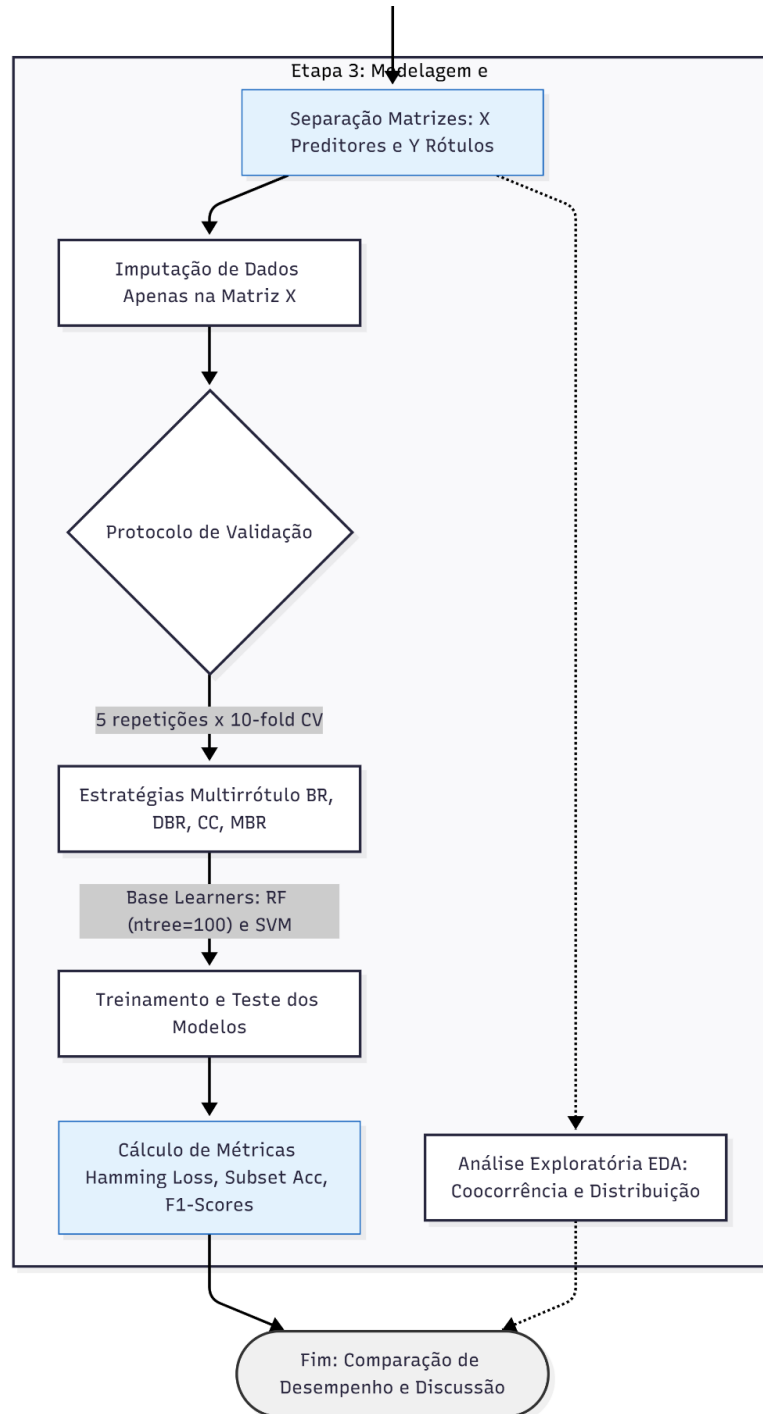 Etapa 3: Modelagem e
Separação Matrizes: X
Preditores e Y Rótulos
Imputação de Dados
Apenas na Matriz X
Protocolo de Validação
5 repetições x 10-fold CV
Estratégias Multirrótulo BR,
DBR, CC, MBR
Base Learners: RF
(ntree=100) e SVM
Treinamento e Teste dos
Modelos
Cálculo de Métricas
Hamming Loss, Subset Acc,
F1-Scores
Análise Exploratória EDA:
Coocorrência e Distribuição
Fim: Comparação de
Desempenho e Discussão